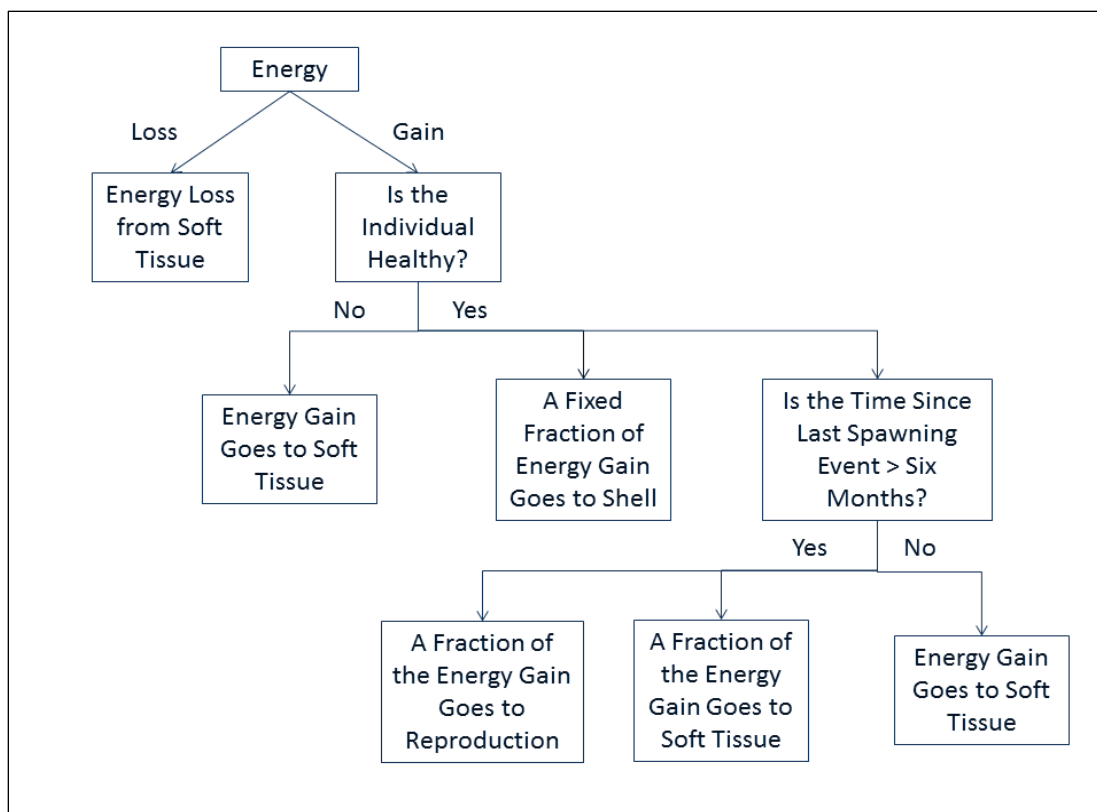 Energy
Loss
Gain
Energy Loss
from Soft
Tissue
Is the
Individual
Healthy?
No
Yes
Energy Gain
Goes to Soft
Tissue
A Fixed
Fraction of
Energy Gain
Goes to Shell
Is the Time Since
Last Spawning
Event > Six
Months?
Yes
No
A Fraction of
the Energy Gain
Goes to
Reproduction
A Fraction of
the Energy
Gain Goes to
Soft Tissue
Energy Gain
Goes to Soft
Tissue